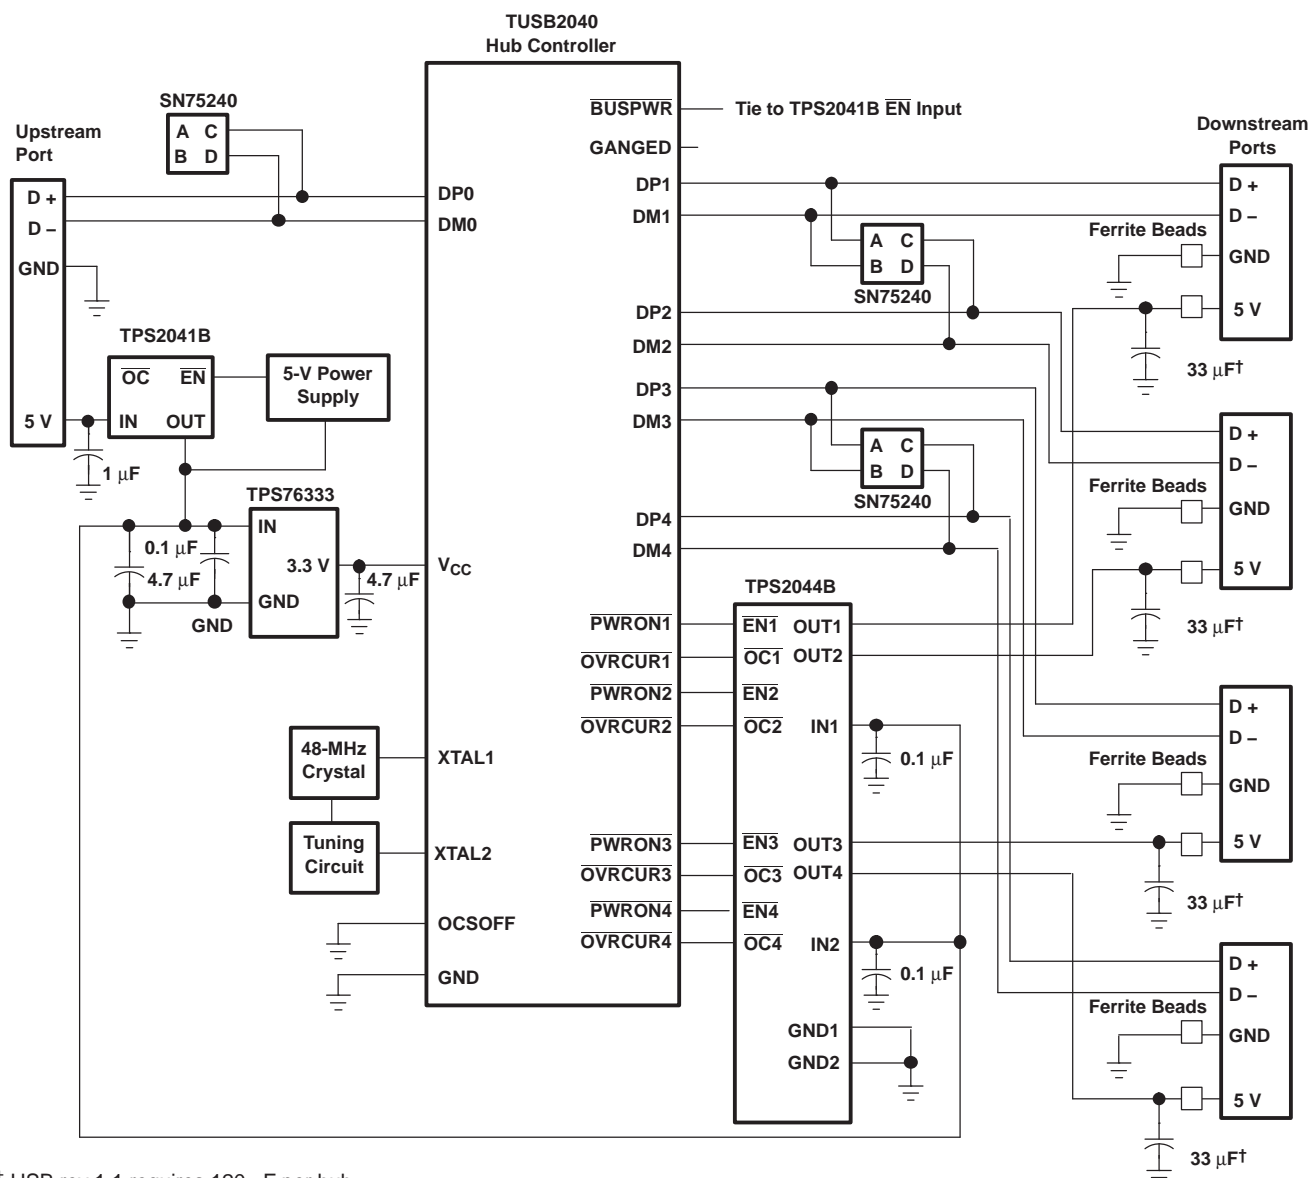 TUSB2040
Hub Controller
SN75240
A C
B D
Upstream
Port
D +
D –
GND
5 V
BUSPWR
Tie to TPS2041B EN Input
GANGED
DP0
DM0
DP1
DM1
DP2
DM2
DP3
DM3
DP4
DM4
TPS2041B
OC EN
IN OUT
5-V Power
Supply
1 μF
TPS76333
IN
3.3 V
GND
0.1 μF
4.7 μF
GND
4.7 μF
VCC
48-MHz
Crystal
Tuning
Circuit
XTAL1
XTAL2
OCSOFF
GND
PWRON1
OVRCUR1
PWRON2
OVRCUR2
PWRON3
OVRCUR3
PWRON4
OVRCUR4
A C
B D
SN75240
A C
B D
SN75240
TPS2044B
EN1 OUT1
OC1 OUT2
EN2
OC2 IN1
EN3 OUT3
OC3 OUT4
EN4
OC4 IN2
GND1
GND2
0.1 μF
0.1 μF
Downstream
Ports
D +
D –
Ferrite Beads
GND
5 V
33 μF†
D +
D –
Ferrite Beads
GND
5 V
33 μF†
D +
D –
Ferrite Beads
GND
5 V
33 μF†
D +
D –
Ferrite Beads
GND
5 V
33 μF†